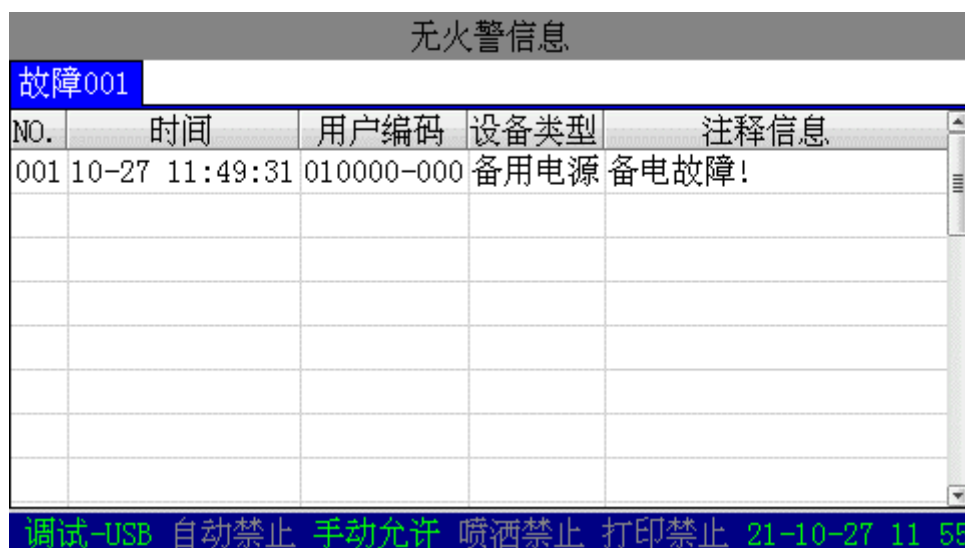 无火警信息
故障001
NO. 时间 用户编码 设备类型 注释信息
001 10-27 11:49:31 010000-000 备用电源 备电故障!
调试-USB 自动禁止 手动允许 喷洒禁止 打印禁止 21-10-27 11 55